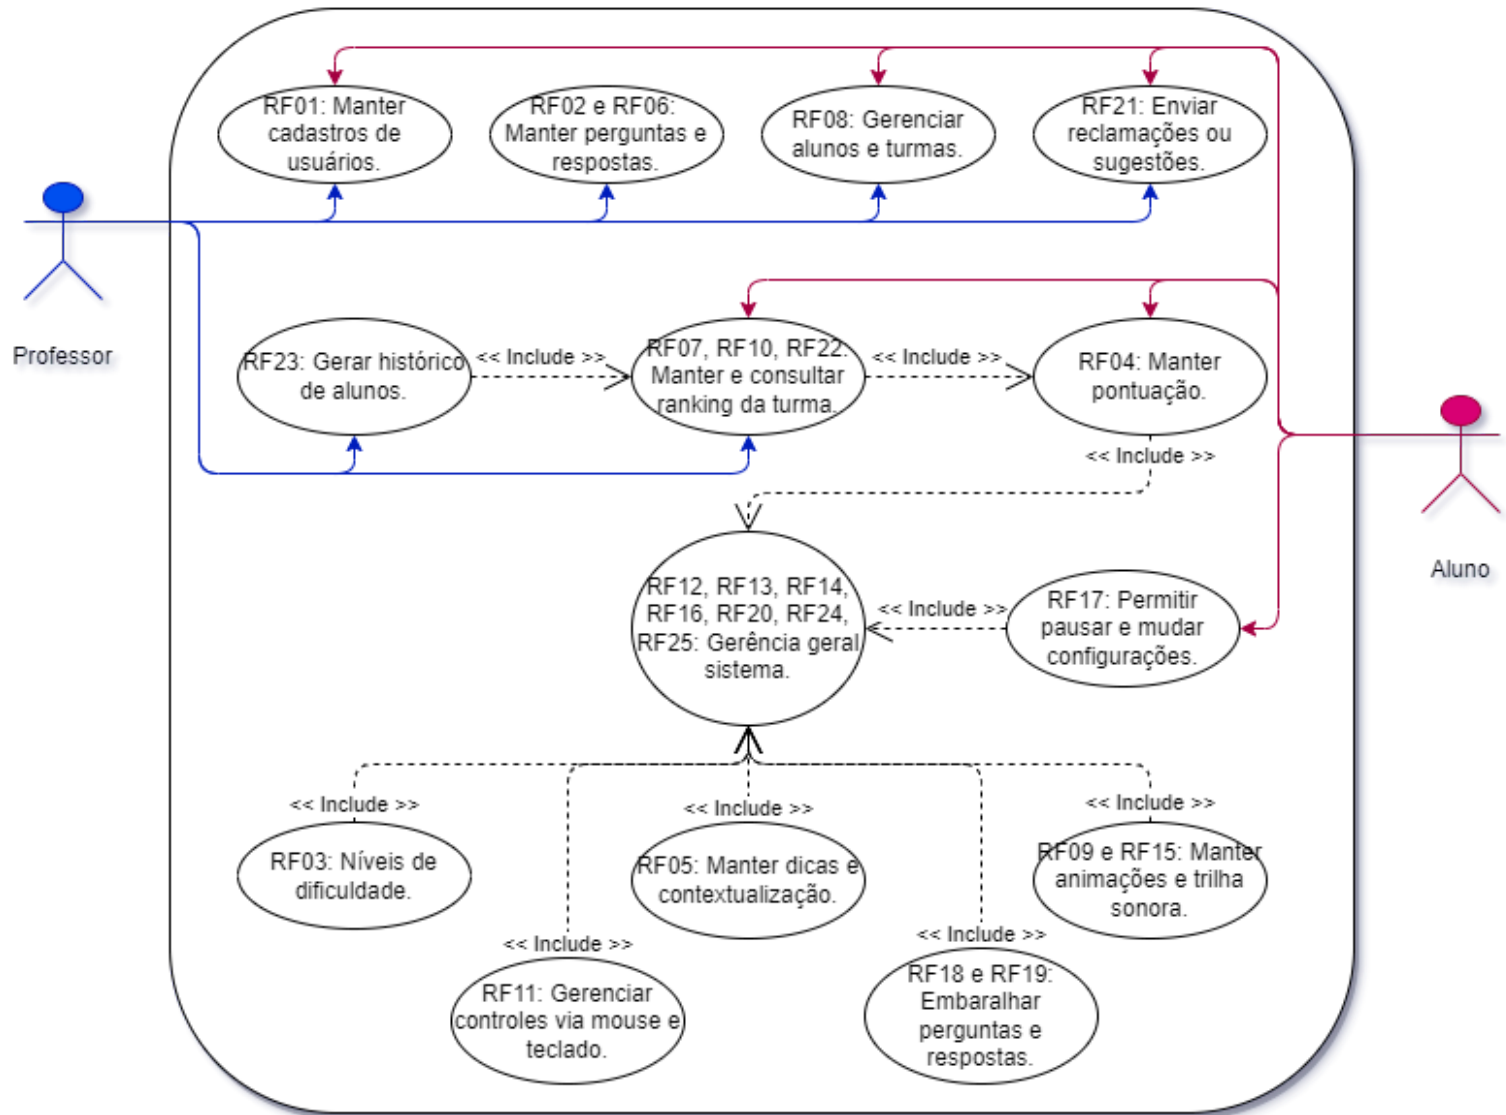 RF01: Manter
cadastros de
usuários.
RF02 e RF06:
Manter perguntas e
respostas.
RF08: Gerenciar
alunos e turmas.
RF21: Enviar
reclamações ou
sugestões.
Professor
RF23: Gerar histórico
de alunos.
<< Include >>
RF07, RF10, RF22:
Manter e consultar
ranking da turma.
<< Include >>
RF04: Manter
pontuação.
<< Include >>
Aluno
RF12, RF13, RF14,
RF16, RF20, RF24,
RF25: Gerência geral
sistema.
<< Include >>
RF17: Permitir
pausar e mudar
configurações.
<< Include >>
RF03: Níveis de
dificuldade.
<< Include >>
RF05: Manter dicas e
contextualização.
<< Include >>
RF09 e RF15: Manter
animações e trilha
sonora.
<< Include >>
RF11: Gerenciar
controles via mouse e
teclado.
<< Include >>
RF18 e RF19:
Embaralhar
perguntas e
respostas.